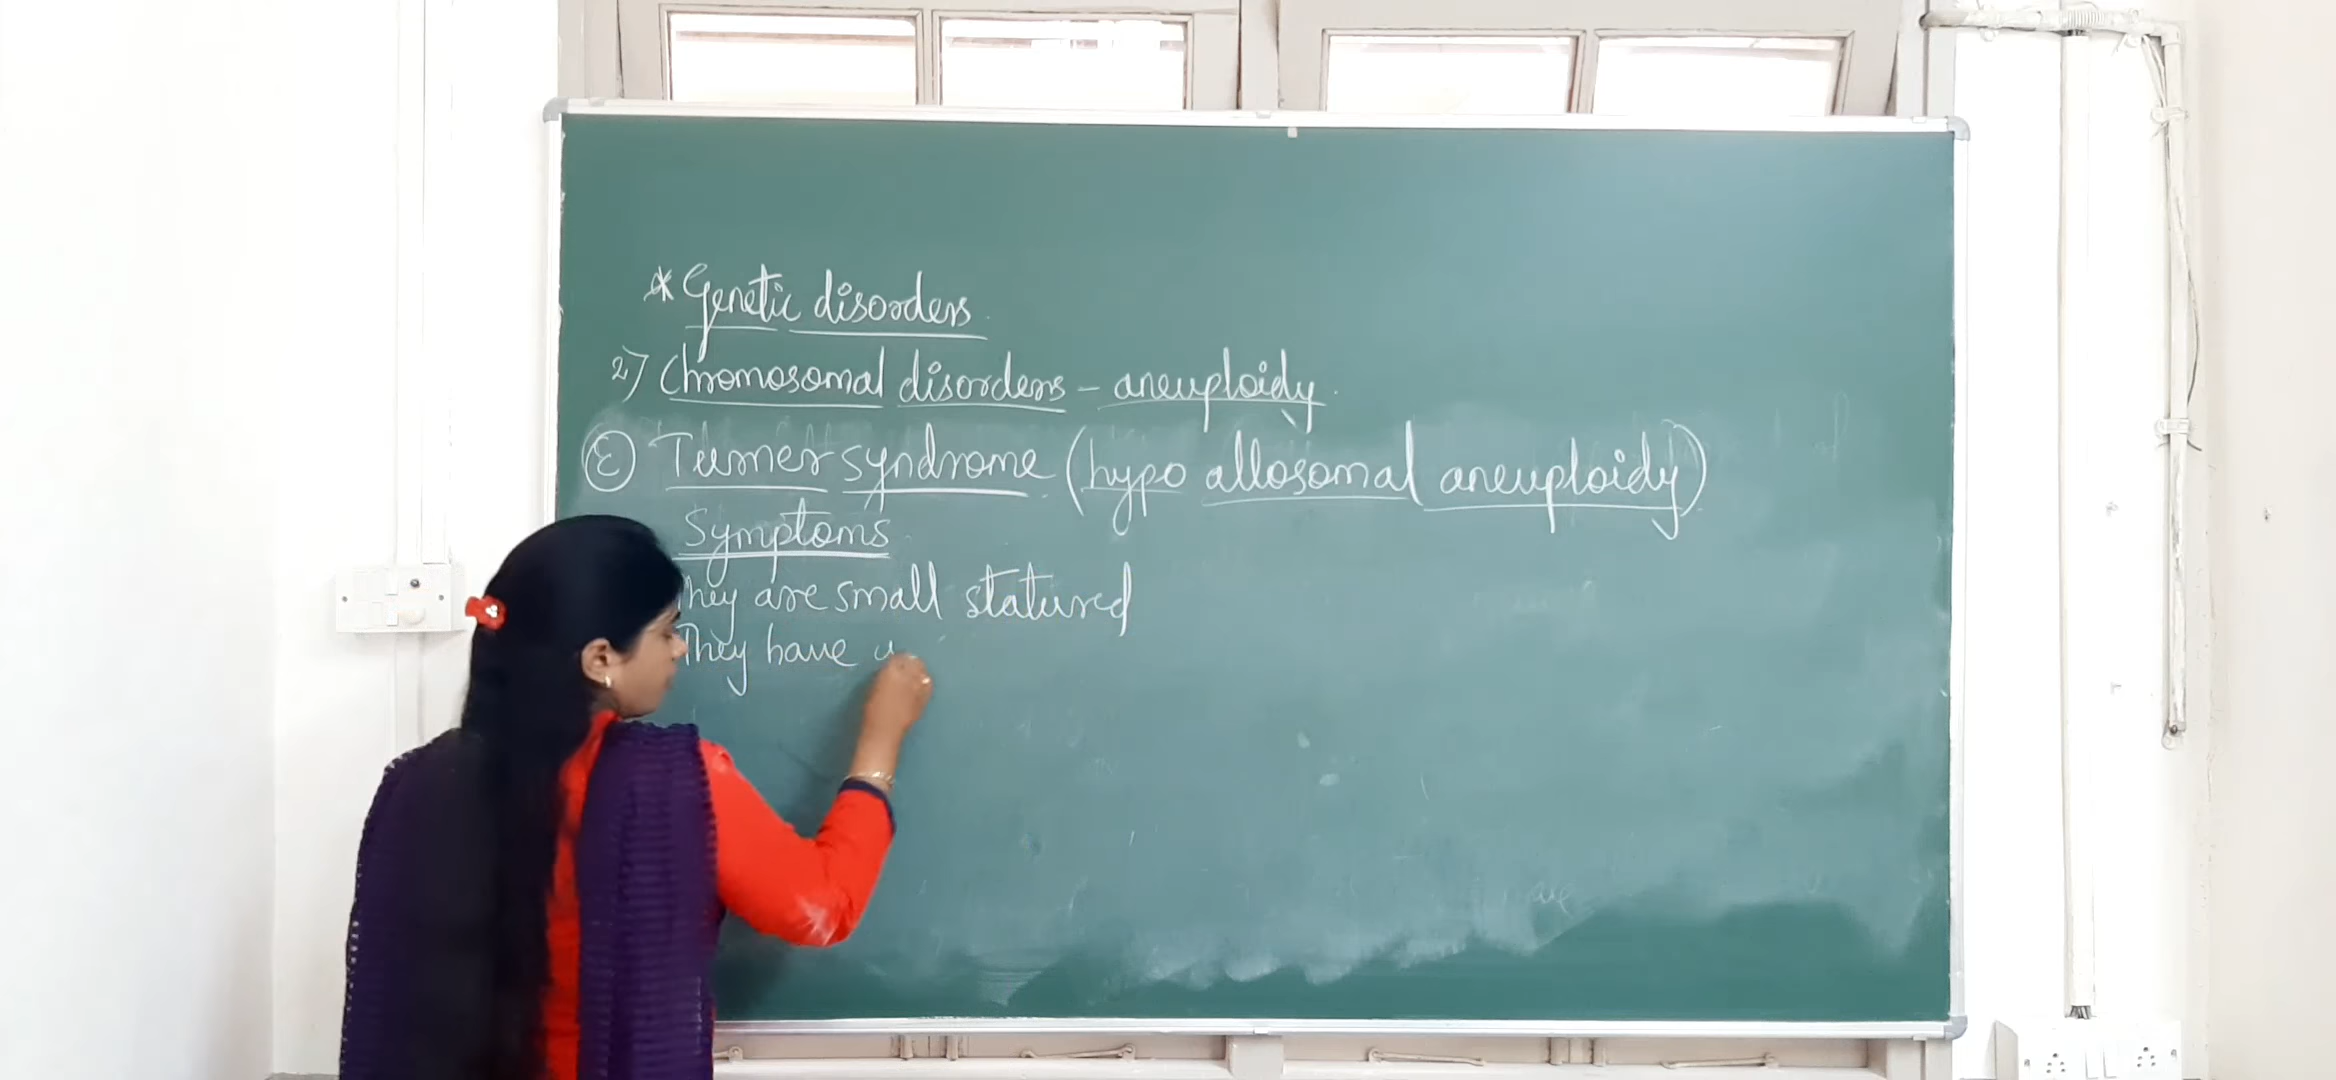 * Genetic disorders.
2) Chromosomal disorders - aneuploidy.
E Turner syndrome (hypo allosomal aneuploidy)
Symptoms
They are small statured
They have